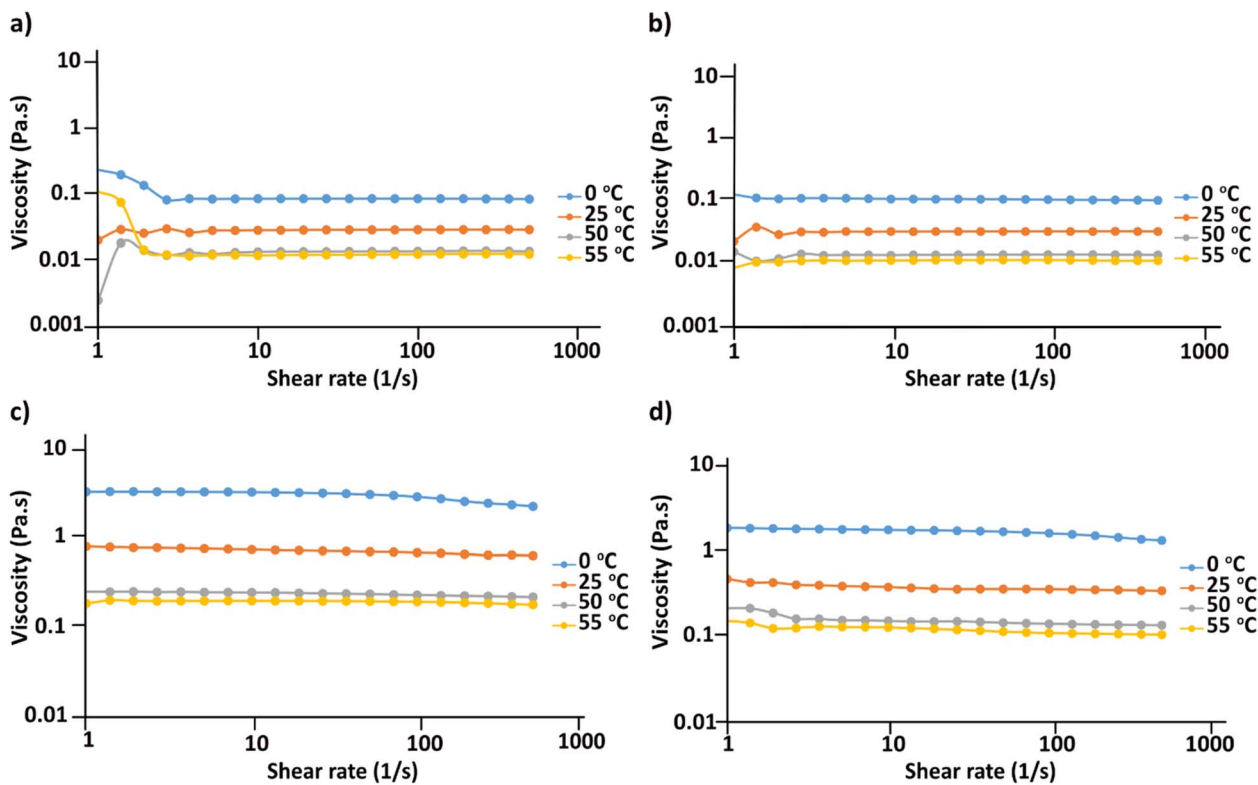 a)
10
1
0.1
0.01
0.001
Viscosity (Pa.s)
1
10
100
1000
Shear rate (1/s)
0 °C
25 °C
50 °C
55 °C
b)
10
1
0.1
0.01
0.001
Viscosity (Pa.s)
1
10
100
1000
Shear rate (1/s)
0 °C
25 °C
50 °C
55 °C
c)
10
1
0.1
0.01
Viscosity (Pa.s)
1
10
100
1000
Shear rate (1/s)
0 °C
25 °C
50 °C
55 °C
d)
10
1
0.1
0.01
Viscosity (Pa.s)
1
10
100
1000
Shear rate (1/s)
0 °C
25 °C
50 °C
55 °C